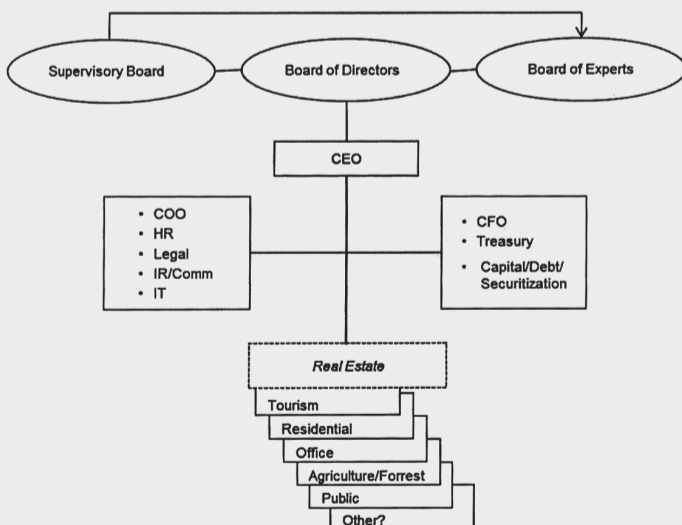 Supervisory Board
Board of Directors
Board of Experts
CEO
• COO
• HR
• Legal
• IR/Comm
• IT
• CFO
• Treasury
• Capital/Debt/
Securitization
Real Estate
Tourism
Residential
Office
Agriculture/Forrest
Public
Other?